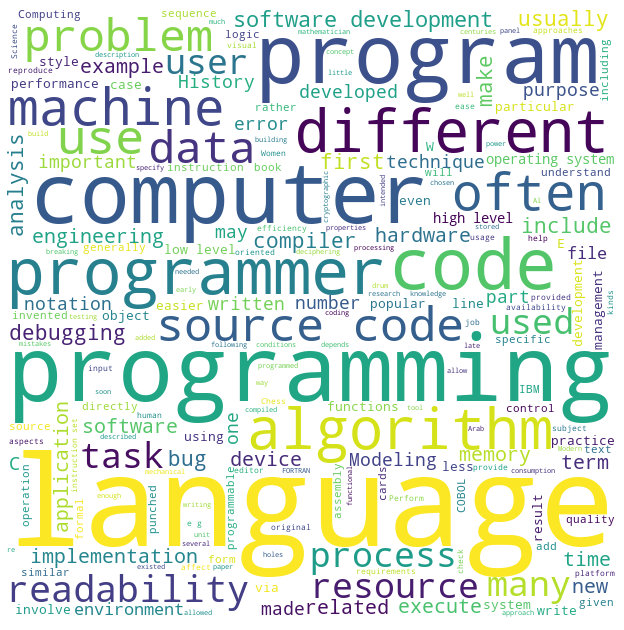 Computing sequence much mathematician centuries approaches
Science description software development usually
problem program
style example user visual logic concept panel including
reproduce performance case History developed little make purpose
machine rather ease well particular
use data different
build error building power
important technique operating system
analysis instruction book Women first W will understand
specify cryptographic intended chosen AI stored
computer often
engineering may even high level include
generally low level efficiency properties compiler hardware processing usage help E file
breaking oriented deciphering
programmer code
needed
notation early easier written number drum research knowledge popular line part provided management
invented testing object coding job specific availability kinds
debugging source code used development
mistakes added following conditions depends late
programming
input programmed way allow IBM
soon Chess compiled tool control
source directly human functions Arab subject
aspects software one algorithm practice
described using Modern text
application task bug device Modeling memory term
C formal instruction set mechanical editor FORTRAN functional less provide consumption
operation punched programmable assembly cards COBOL Perform result quality
language
enough writing
e g unit original
re existed several holes check add platform
implementation affect paper form requirements process time
similar via resource many new
readability made related execute system given
involve environment allowed approach write